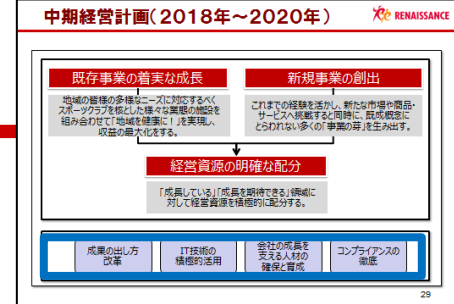 中期経営計画(2018年～2020年)
RENAISSANCE
既存事業の着実な成長
新規事業の創出
地域の皆様の多様なニーズに対応するべく
スポーツクラブを核とした様々な業態の施設を
組み合わせて「地域を健康に!」を実現し、
収益の最大化をする。
これまでの経験を活かし、新たな市場や商品・
サービスへ挑戦すると同時に、既成概念に
とらわれない多くの「事業の芽」を生み出す。
経営資源の明確な配分
「成長している」「成長を期待できる」領域に
対して経営資源を積極的に配分する。
成果の出し方
改革
IT技術の
積極的活用
会社の成長を
支える人材の
確保と育成
コンプライアンスの
徹底
29